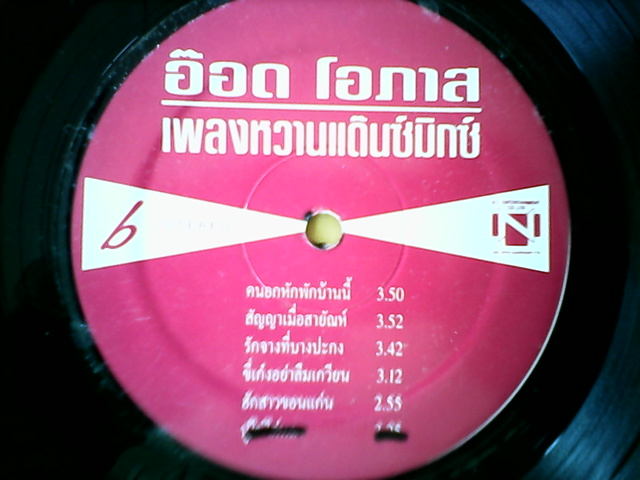 อ๊อด โอภาส
เพลงหวานแด๊นซ์มิกซ์
b
N
คนอกหักพักบ้านนี้ 3.50
สัญญาเมื่อสายัณห์ 3.52
รักจางที่บางปะกง 3.42
ขี่เก๋งอย่าลืมเกวียน 3.12
ฮักสาวขอนแก่น 2.55